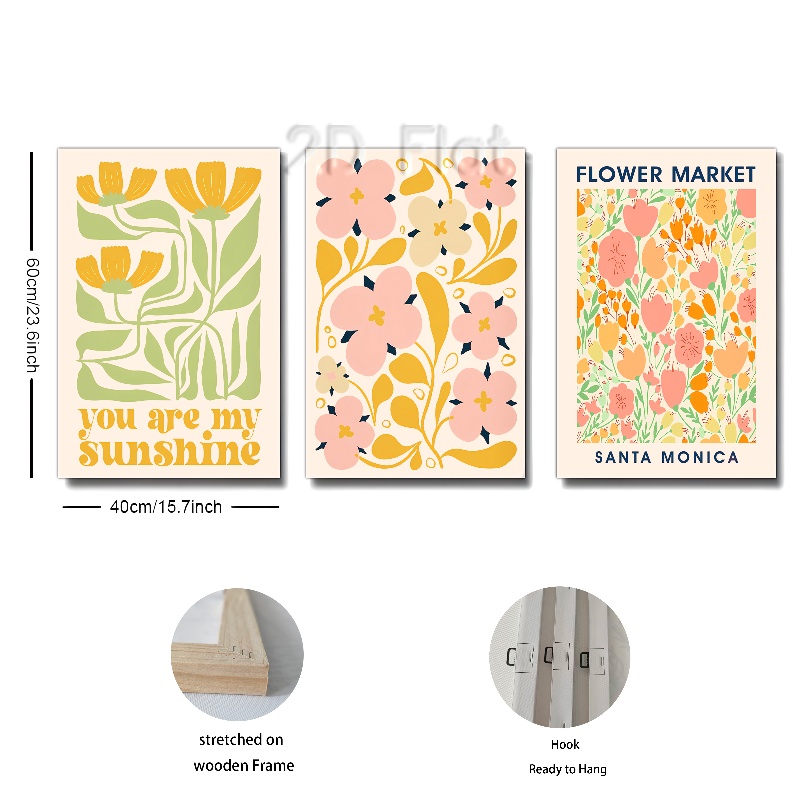 2D Flat
FLOWER MARKET
60cm/23.6inch
you are my
sunshine
SANTA MONICA
40cm/15.7inch
stretched on
wooden Frame
Hook
Ready to Hang